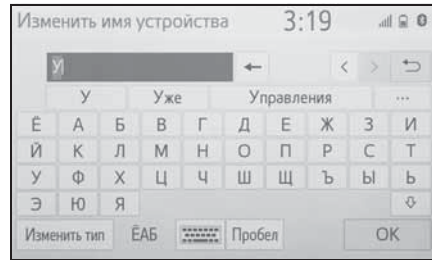 Изменить имя устройства 3:19
У
У Уже Управления ...
Ё А Б В Г Д Е Ж З И
Й К Л М Н О П Р С Т
У Ф Х Ц Ч Ш Щ Ъ Ы Ь
Э Ю Я
Изменить тип ЁАБ Пробел OK